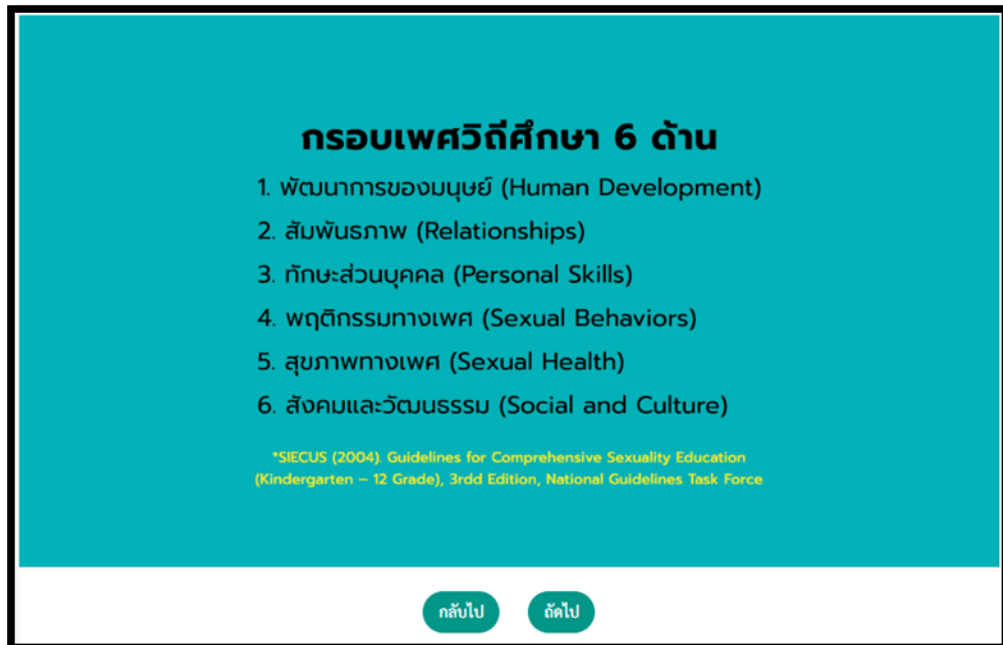 กรอบเพศวิถีศึกษา 6 ด้าน
1. พัฒนาการของมนุษย์ (Human Development)
2. สัมพันธภาพ (Relationships)
3. ทักษะส่วนบุคคล (Personal Skills)
4. พฤติกรรมทางเพศ (Sexual Behaviors)
5. สุขภาพทางเพศ (Sexual Health)
6. สังคมและวัฒนธรรม (Social and Culture)
*SIECUS (2004). Guidelines for Comprehensive Sexuality Education
(Kindergarten – 12 Grade), 3rdd Edition, National Guidelines Task Force
กลับไป ถัดไป